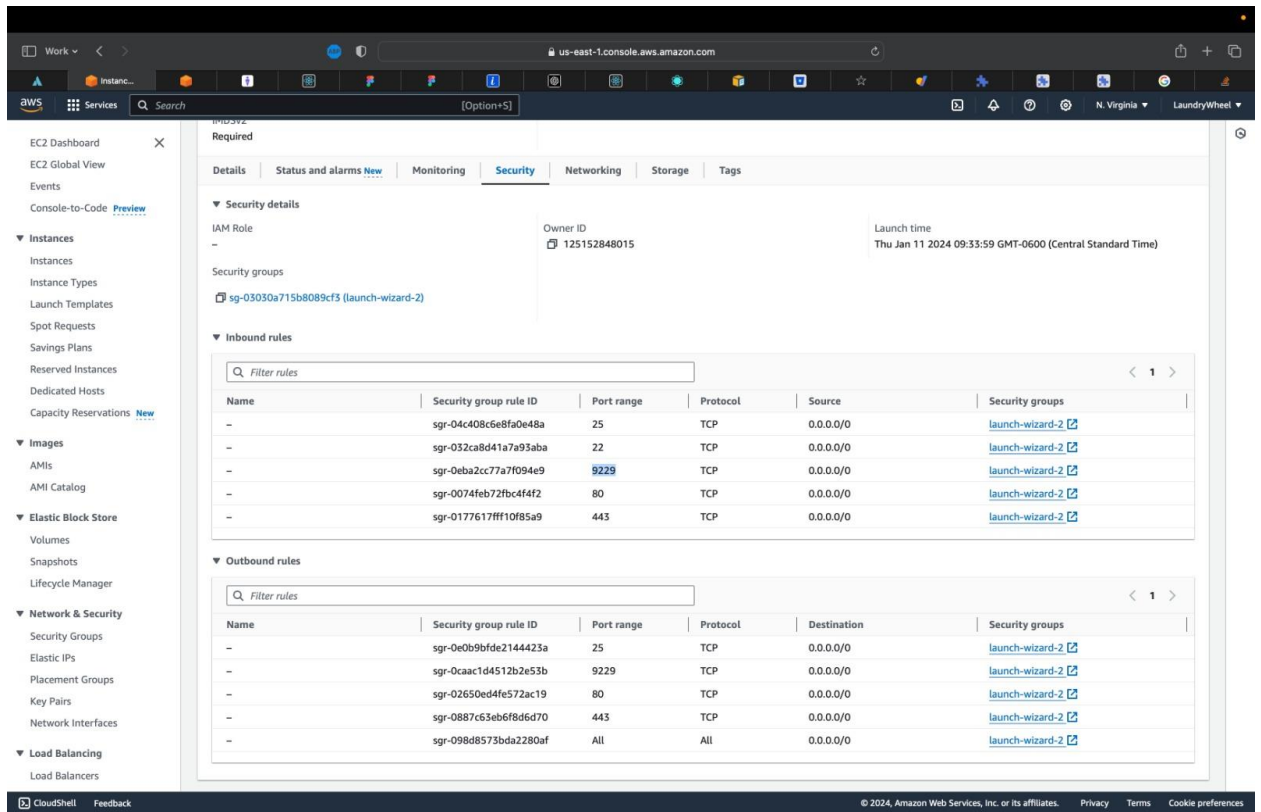 Work
us-east-1.console.aws.amazon.com
Instanc...
aws Services Search [Option+S] N. Virginia LaundryWheel
EC2 Dashboard
EC2 Global View
Events
Console-to-Code Preview
Instances
Instances
Instance Types
Launch Templates
Spot Requests
Savings Plans
Reserved Instances
Dedicated Hosts
Capacity Reservations New
Images
AMIs
AMI Catalog
Elastic Block Store
Volumes
Snapshots
Lifecycle Manager
Network & Security
Security Groups
Elastic IPs
Placement Groups
Key Pairs
Network Interfaces
Load Balancing
Load Balancers
IMDSv2
Required
Details Status and alarms New Monitoring Security Networking Storage Tags
Security details
IAM Role Owner ID Launch time
– 125152848015 Thu Jan 11 2024 09:33:59 GMT-0600 (Central Standard Time)
Security groups
sg-03030a715b8089cf3 (launch-wizard-2)
Inbound rules
Filter rules 1
Name Security group rule ID Port range Protocol Source Security groups
– sgr-04c408c6e8fa0e48a 25 TCP 0.0.0.0/0 launch-wizard-2
– sgr-032ca8d41a7a93aba 22 TCP 0.0.0.0/0 launch-wizard-2
– sgr-0eba2cc77a7f094e9 9229 TCP 0.0.0.0/0 launch-wizard-2
– sgr-0074feb72fbc4f4f2 80 TCP 0.0.0.0/0 launch-wizard-2
– sgr-0177617fff10f85a9 443 TCP 0.0.0.0/0 launch-wizard-2
Outbound rules
Filter rules 1
Name Security group rule ID Port range Protocol Destination Security groups
– sgr-0e0b9bfde2144423a 25 TCP 0.0.0.0/0 launch-wizard-2
– sgr-0caac1d4512b2e53b 9229 TCP 0.0.0.0/0 launch-wizard-2
– sgr-02650ed4fe572ac19 80 TCP 0.0.0.0/0 launch-wizard-2
– sgr-0887c63eb6f8d6d70 443 TCP 0.0.0.0/0 launch-wizard-2
– sgr-098d8573bda2280af All All 0.0.0.0/0 launch-wizard-2
CloudShell Feedback © 2024, Amazon Web Services, Inc. or its affiliates. Privacy Terms Cookie preferences